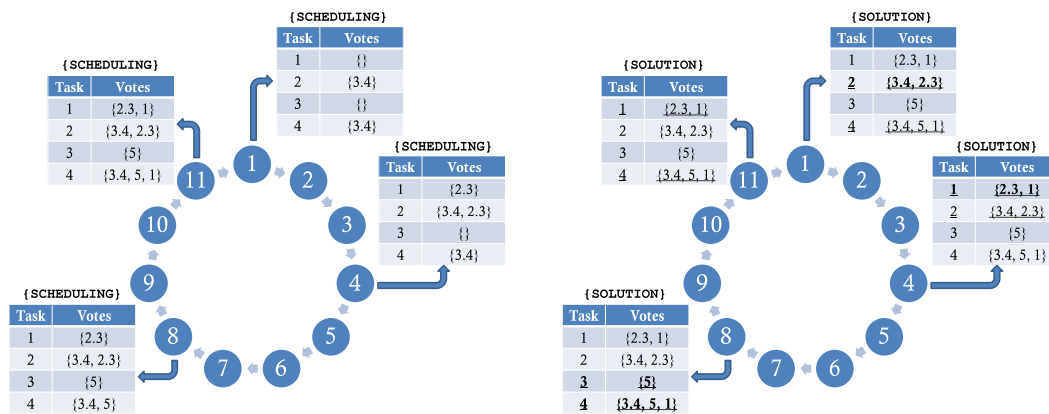 {SCHEDULING}
Task Votes
1 {}
2 {3.4}
3 {}
4 {3.4}
{SCHEDULING}
Task Votes
1 {2.3, 1}
2 {3.4, 2.3}
3 {5}
4 {3.4, 5, 1}
{SCHEDULING}
Task Votes
1 {2.3}
2 {3.4, 2.3}
3 {}
4 {3.4}
{SCHEDULING}
Task Votes
1 {2.3}
2 {3.4, 2.3}
3 {5}
4 {3.4, 5}
1
2
3
4
5
6
7
8
9
10
11
{SOLUTION}
Task Votes
1 {2.3, 1}
2 {3.4, 2.3}
3 {5}
4 {3.4, 5, 1}
{SOLUTION}
Task Votes
1 {2.3, 1}
2 {3.4, 2.3}
3 {5}
4 {3.4, 5, 1}
{SOLUTION}
Task Votes
1 {2.3, 1}
2 {3.4, 2.3}
3 {5}
4 {3.4, 5, 1}
{SOLUTION}
Task Votes
1 {2.3, 1}
2 {3.4, 2.3}
3 {5}
4 {3.4, 5, 1}
1
2
3
4
5
6
7
8
9
10
11